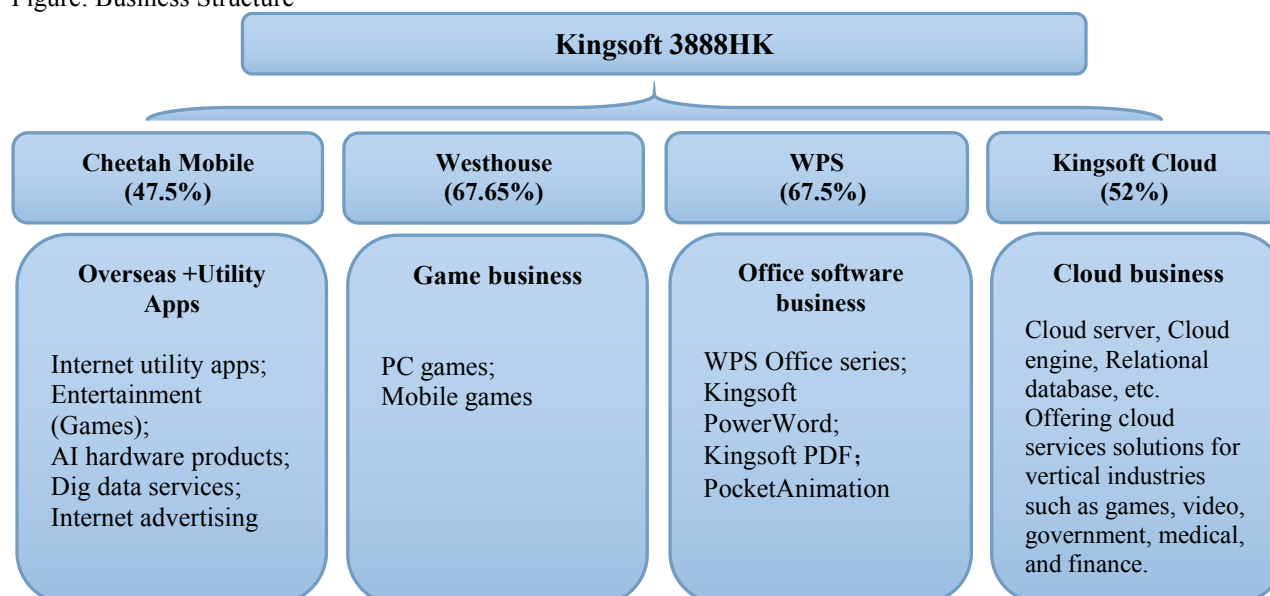 Figure: Business Structure
Kingsoft 3888HK
Cheetah Mobile
(47.5%)
Westhouse
(67.65%)
WPS
(67.5%)
Kingsoft Cloud
(52%)
Overseas +Utility
Apps
Internet utility apps;
Entertainment
(Games);
AI hardware products;
Dig data services;
Internet advertising
Game business
PC games;
Mobile games
Office software
business
WPS Office series;
Kingsoft
PowerWord;
Kingsoft PDF；
PocketAnimation
Cloud business
Cloud server, Cloud
engine, Relational
database, etc.
Offering cloud
services solutions for
vertical industries
such as games, video,
government, medical,
and finance.